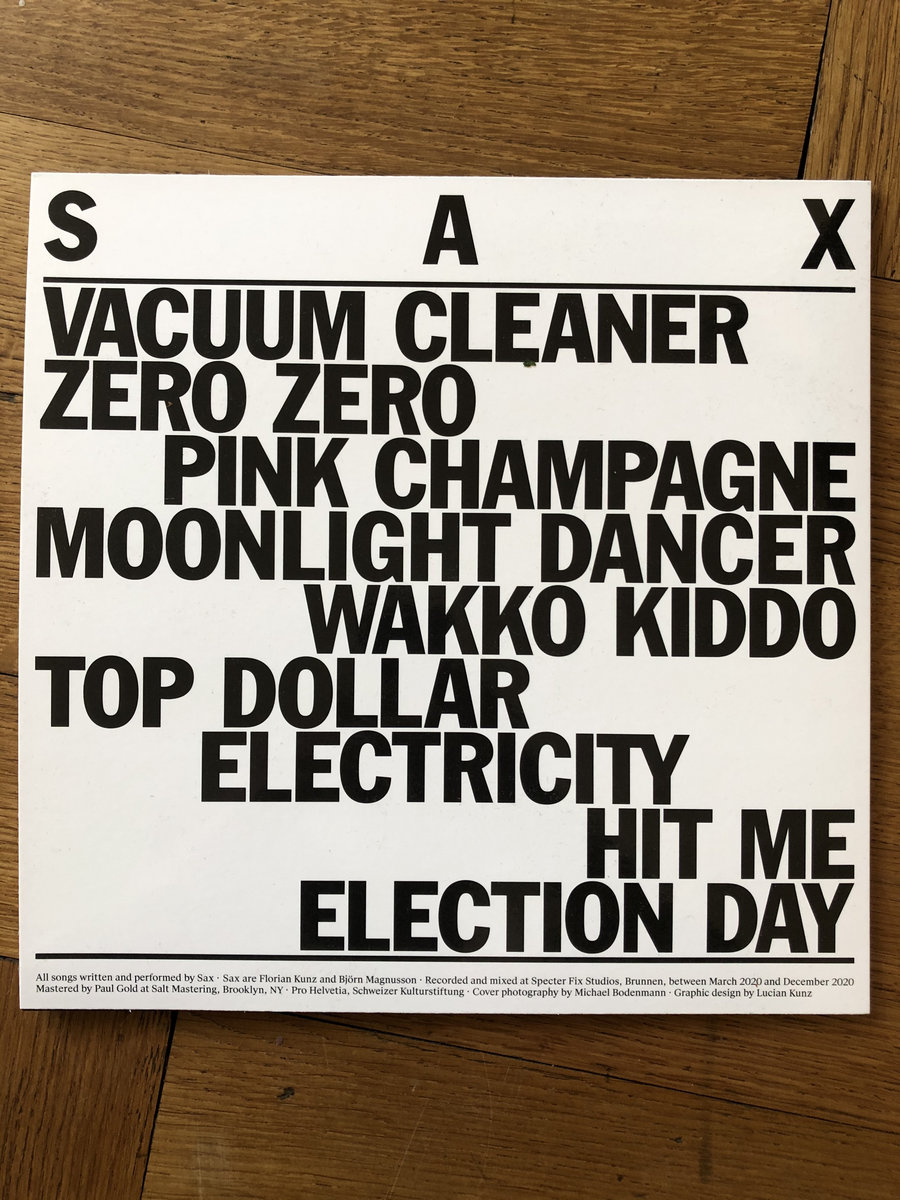 S A X
VACUUM CLEANER
ZERO ZERO
PINK CHAMPAGNE
MOONLIGHT DANCER
WAKKO KIDDO
TOP DOLLAR
ELECTRICITY
HIT ME
ELECTION DAY
All songs written and performed by Sax · Sax are Florian Kunz and Björn Magnusson · Recorded and mixed at Specter Fix Studios, Brunnen, between March 2020 and December 2020
Mastered by Paul Gold at Salt Mastering, Brooklyn, NY · Pro Helvetia, Schweizer Kulturstiftung · Cover photography by Michael Bodenmann · Graphic design by Lucian Kunz